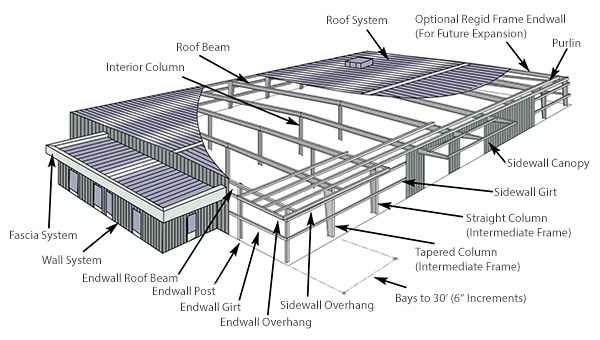 Roof System
Optional Regid Frame Endwall
(For Future Expansion)
Purlin
Roof Beam
Interior Column
Sidewall Canopy
Sidewall Girt
Straight Column
(Intermediate Frame)
Tapered Column
(Intermediate Frame)
Bays to 30' (6" Increments)
Fascia System
Wall System
Endwall Roof Beam
Endwall Post
Endwall Girt
Endwall Overhang
Sidewall Overhang